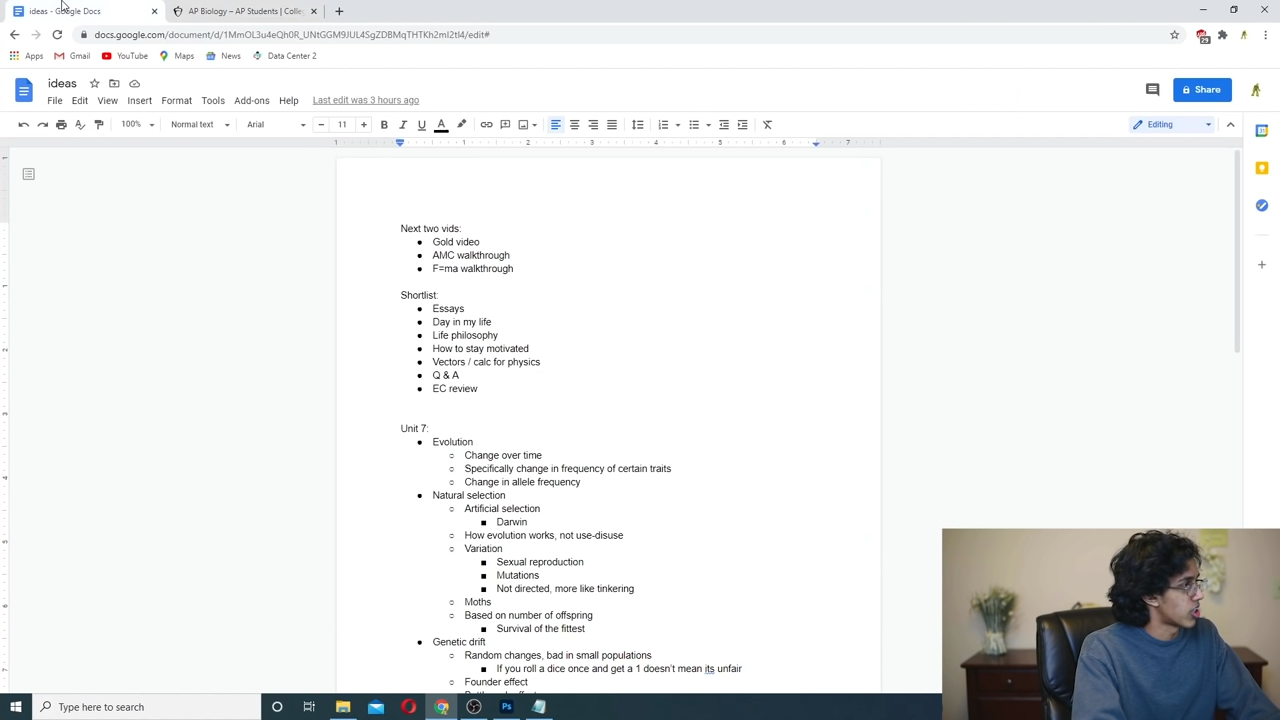 ideas - Google Docs
AP Biology – AP Students | Colle
docs.google.com/document/d/1MmOL3u4eQh0R_UNtGGM9JUL4SgZDBMqTHTKh2mI2tI4/edit#
Apps
Gmail
YouTube
Maps
News
Data Center 2
ideas
Share
File
Edit
View
Insert
Format
Tools
Add-ons
Help
Last edit was 3 hours ago
100%
Normal text
Arial
11
Editing
Next two vids:
● Gold video
● AMC walkthrough
● F=ma walkthrough
Shortlist:
● Essays
● Day in my life
● Life philosophy
● How to stay motivated
● Vectors / calc for physics
● Q & A
● EC review
Unit 7:
● Evolution
○ Change over time
○ Specifically change in frequency of certain traits
○ Change in allele frequency
● Natural selection
○ Artificial selection
■ Darwin
○ How evolution works, not use-disuse
○ Variation
■ Sexual reproduction
■ Mutations
■ Not directed, more like tinkering
○ Moths
○ Based on number of offspring
■ Survival of the fittest
● Genetic drift
○ Random changes, bad in small populations
■ If you roll a dice once and get a 1 doesn't mean its unfair
○ Founder effect
Type here to search